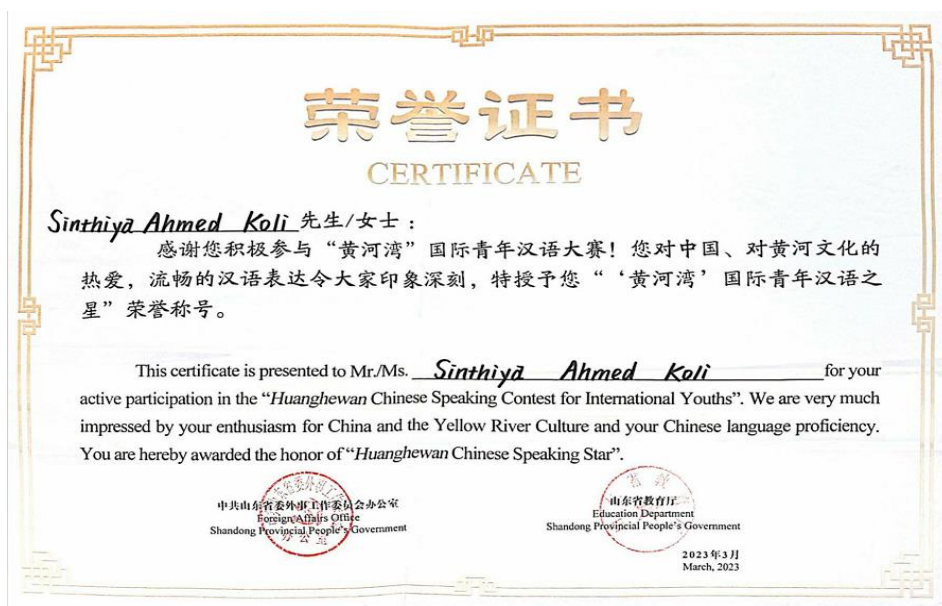 荣誉证书
CERTIFICATE
Sinthiya Ahmed Koli 先生/女士：
感谢您积极参与“黄河湾”国际青年汉语大赛！您对中国、对黄河文化的
热爱，流畅的汉语表达令大家印象深刻，特授予您“‘黄河湾’国际青年汉语之
星”荣誉称号。
This certificate is presented to Mr./Ms. Sinthiya Ahmed Koli for your
active participation in the “Huanghewan Chinese Speaking Contest for International Youths”. We are very much
impressed by your enthusiasm for China and the Yellow River Culture and your Chinese language proficiency.
You are hereby awarded the honor of “Huanghewan Chinese Speaking Star”.
中共山东省委外事工作委员会办公室
Foreign Affairs Office
Shandong Provincial People's Government
山东省教育厅
Education Department
Shandong Provincial People's Government
2023年3月
March, 2023